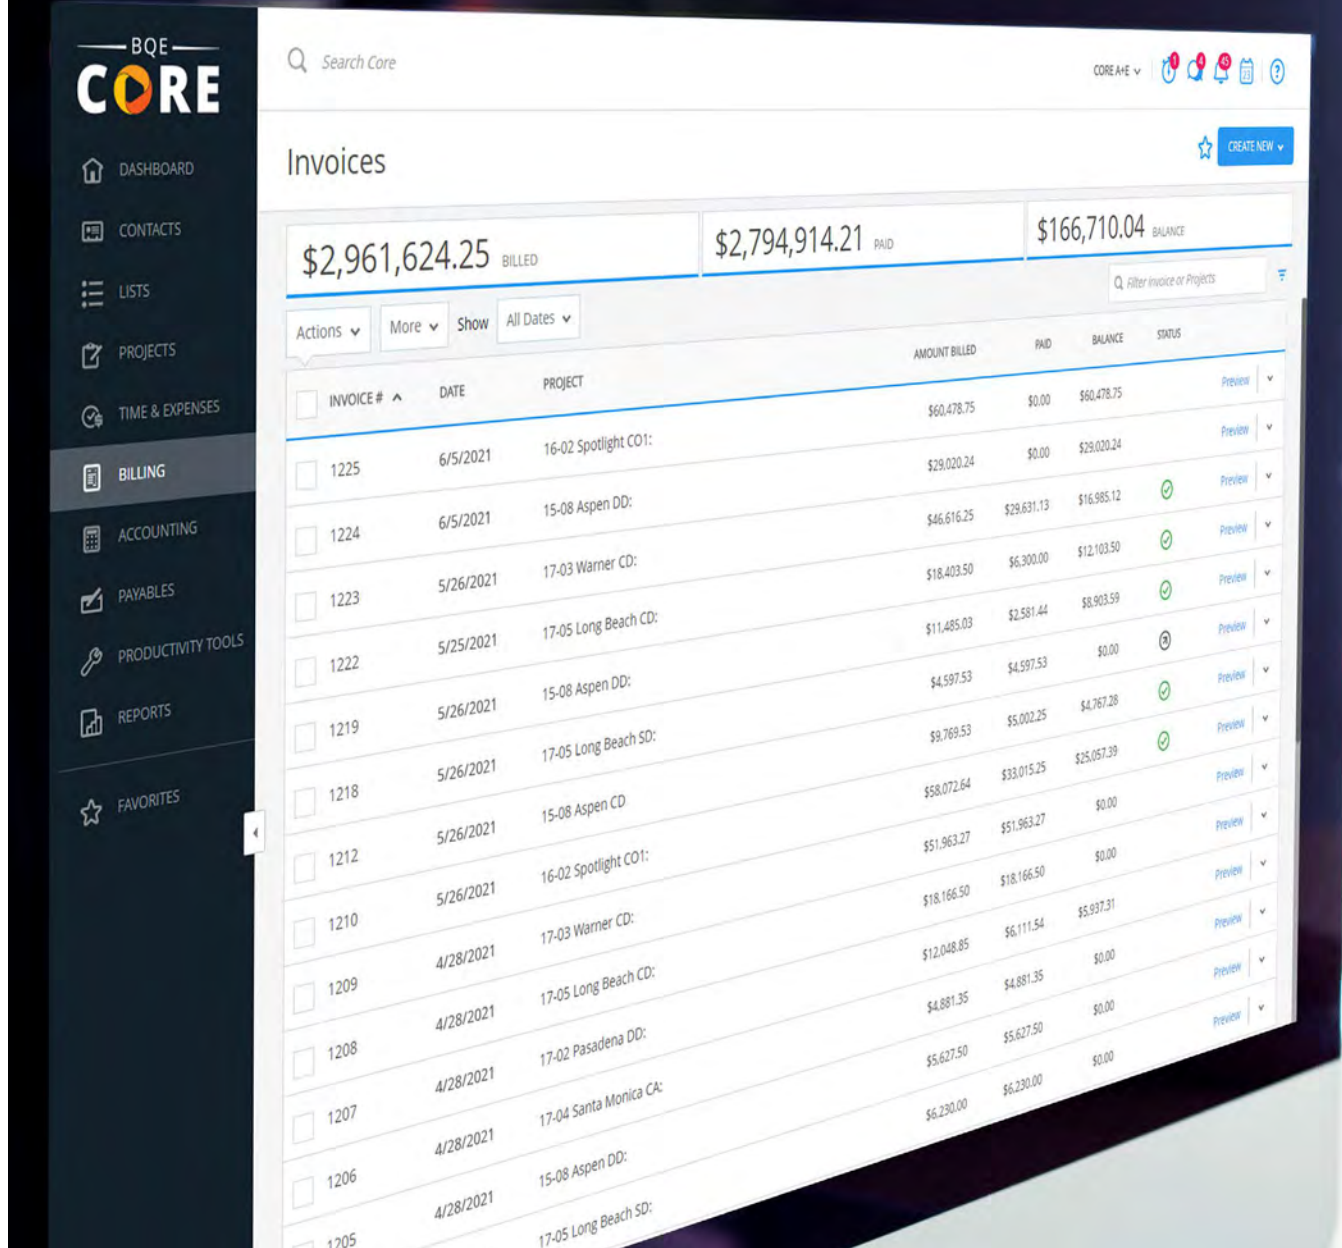 BQE
CORE
Search Core
CORE A+E
1
4
45
23
?
DASHBOARD
CONTACTS
LISTS
PROJECTS
TIME & EXPENSES
BILLING
ACCOUNTING
PAYABLES
PRODUCTIVITY TOOLS
REPORTS
FAVORITES
Invoices
CREATE NEW
$2,961,624.25 BILLED
$2,794,914.21 PAID
$166,710.04 BALANCE
Filter Invoice or Projects
Actions More Show All Dates
INVOICE # DATE PROJECT AMOUNT BILLED PAID BALANCE STATUS
1225 6/5/2021 16-02 Spotlight CO1: $60,478.75 $0.00 $60,478.75 Preview
1224 6/5/2021 15-08 Aspen DD: $29,020.24 $0.00 $29,020.24 Preview
1223 5/26/2021 17-03 Warner CD: $46,616.25 $29,631.13 $16,985.12 Preview
1222 5/25/2021 17-05 Long Beach CD: $18,403.50 $6,300.00 $12,103.50 Preview
1219 5/26/2021 15-08 Aspen DD: $11,485.03 $2,581.44 $8,903.59 Preview
1218 5/26/2021 17-05 Long Beach SD: $4,597.53 $4,597.53 $0.00 Preview
1212 5/26/2021 15-08 Aspen CD $9,769.53 $5,002.25 $4,767.28 Preview
1210 5/26/2021 16-02 Spotlight CO1: $58,072.64 $33,015.25 $25,057.39 Preview
1209 4/28/2021 17-03 Warner CD: $51,963.27 $51,963.27 $0.00 Preview
1208 4/28/2021 17-05 Long Beach CD: $18,166.50 $18,166.50 $0.00 Preview
1207 4/28/2021 17-02 Pasadena DD: $12,048.85 $6,111.54 $5,937.31 Preview
1206 4/28/2021 17-04 Santa Monica CA: $4,881.35 $4,881.35 $0.00 Preview
1205 4/28/2021 15-08 Aspen DD: $5,627.50 $5,627.50 $0.00 Preview
17-05 Long Beach SD: $6,230.00 $6,230.00 $0.00 Preview